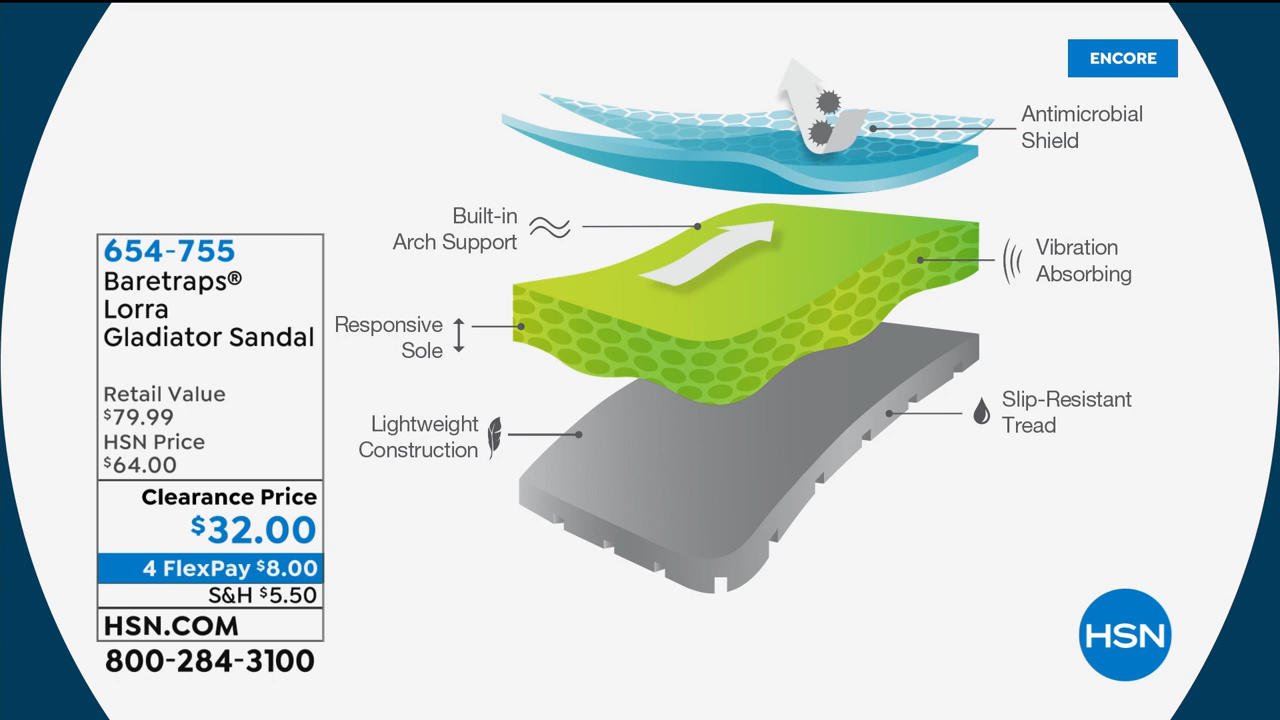 ENCORE
Antimicrobial
Shield
Built-in
Arch Support
Vibration
Absorbing
Responsive
Sole
Lightweight
Construction
Slip-Resistant
Tread
654-755
Baretraps®
Lorra
Gladiator Sandal
Retail Value
$79.99
HSN Price
$64.00
Clearance Price
$32.00
4 FlexPay $8.00
S&H $5.50
HSN.COM
800-284-3100
HSN